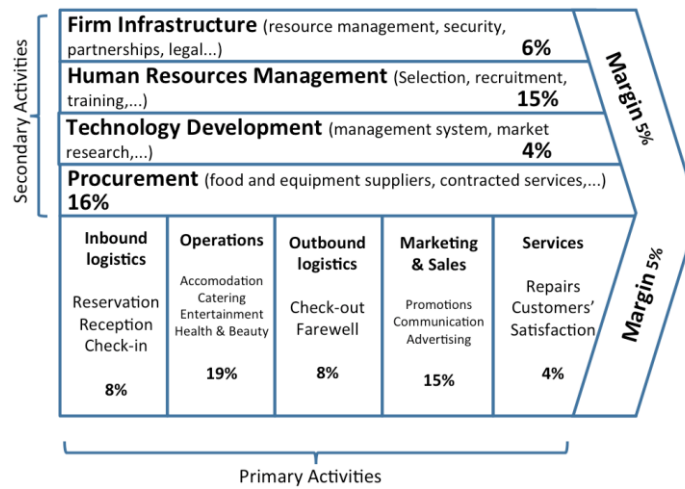 Secondary Activities
Firm Infrastructure (resource management, security,
partnerships, legal...)
6%
Human Resources Management (Selection, recruitment,
training,...)
15%
Technology Development (management system, market
research,...)
4%
Procurement (food and equipment suppliers, contracted services,...)
16%
Margin 5%
Inbound
logistics
Reservation
Reception
Check-in
8%
Operations
Accomodation
Catering
Entertainment
Health & Beauty
19%
Outbound
logistics
Check-out
Farewell
8%
Marketing
& Sales
Promotions
Communication
Advertising
15%
Services
Repairs
Customers’
Satisfaction
4%
Margin 5%
Primary Activities